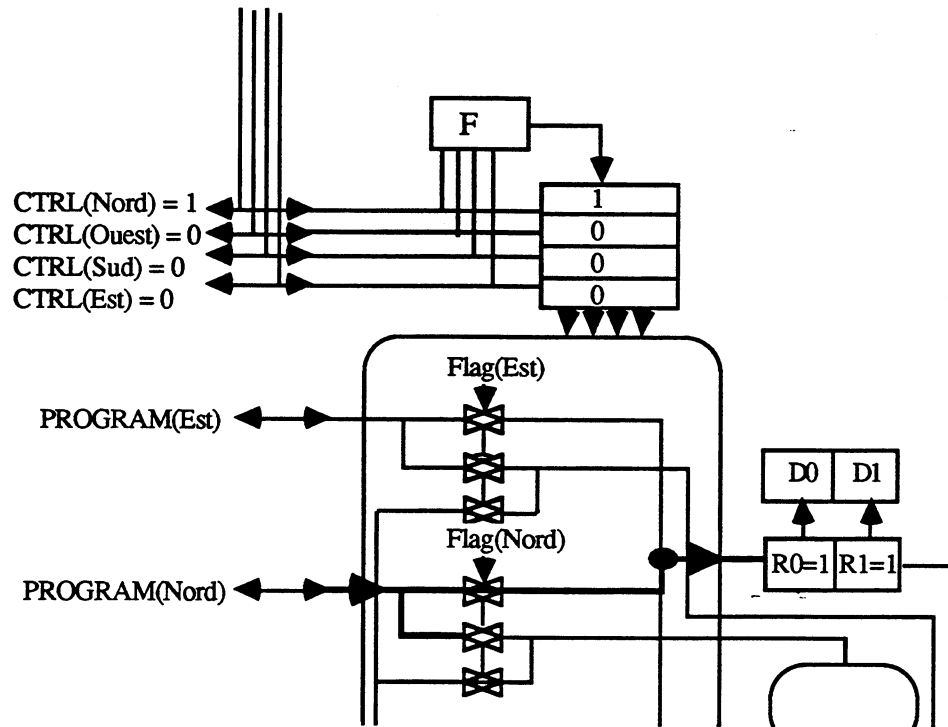 F
CTRL(Nord) = 1
CTRL(Ouest) = 0
CTRL(Sud) = 0
CTRL(Est) = 0
1
0
0
0
Flag(Est)
PROGRAM(Est)
D0 D1
Flag(Nord)
R0=1 R1=1
PROGRAM(Nord)